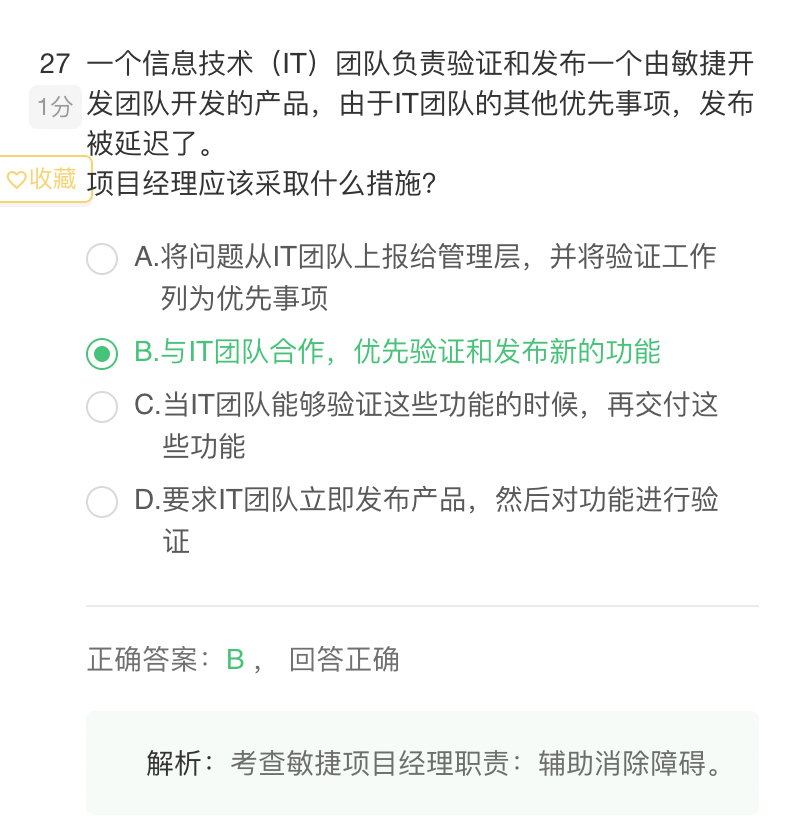 27 一个信息技术（IT）团队负责验证和发布一个由敏捷开
1分 发团队开发的产品，由于IT团队的其他优先事项，发布
被延迟了。
收藏 项目经理应该采取什么措施?
A.将问题从IT团队上报给管理层，并将验证工作
列为优先事项
B.与IT团队合作，优先验证和发布新的功能
C.当IT团队能够验证这些功能的时候，再交付这
些功能
D.要求IT团队立即发布产品，然后对功能进行验
证
正确答案：B ， 回答正确
解析：考查敏捷项目经理职责：辅助消除障碍。